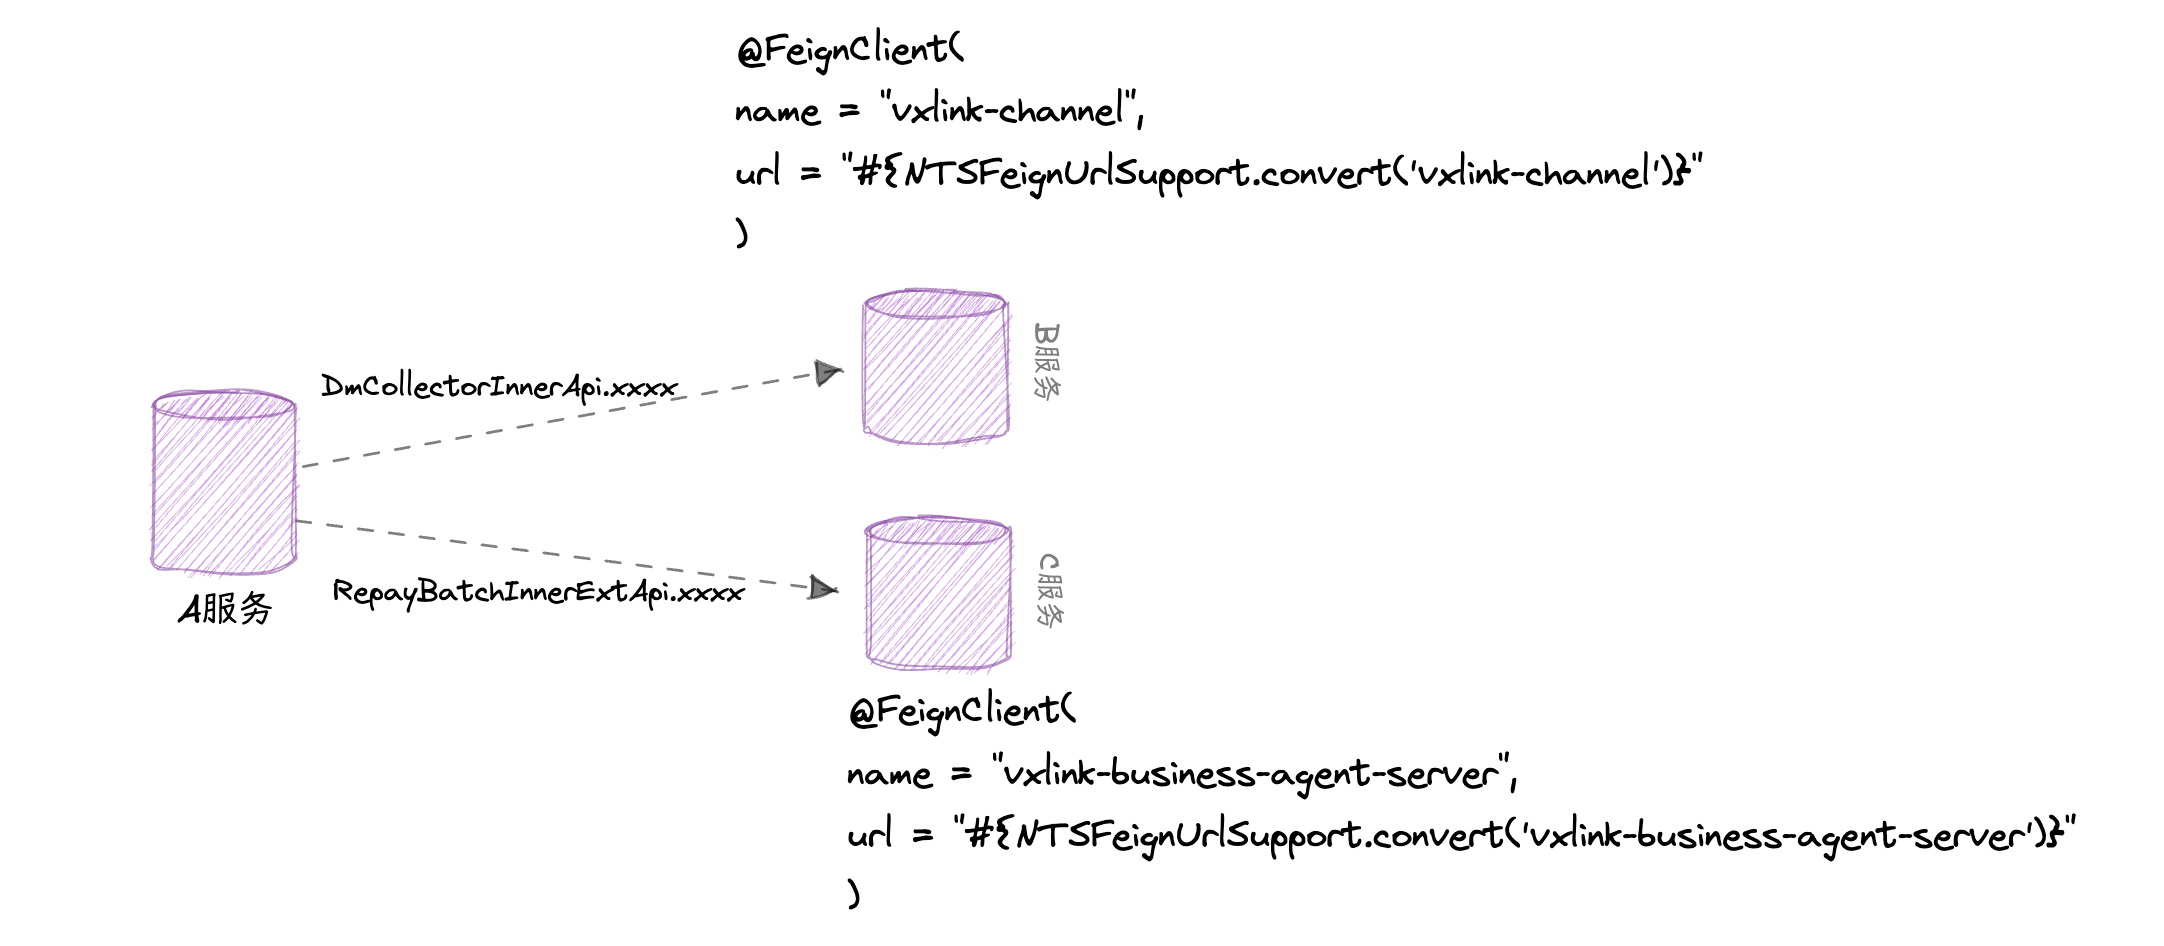 @FeignClient(
name = "vxlink-channel",
url = "#{NTSFeignUrlSupport.convert('vxlink-channel')}"
)
B服务
DmCollectorInnerApi.xxxx
A服务
RepayBatchInnerExtApi.xxxx
C服务
@FeignClient(
name = "vxlink-business-agent-server",
url = "#{NTSFeignUrlSupport.convert('vxlink-business-agent-server')}"
)